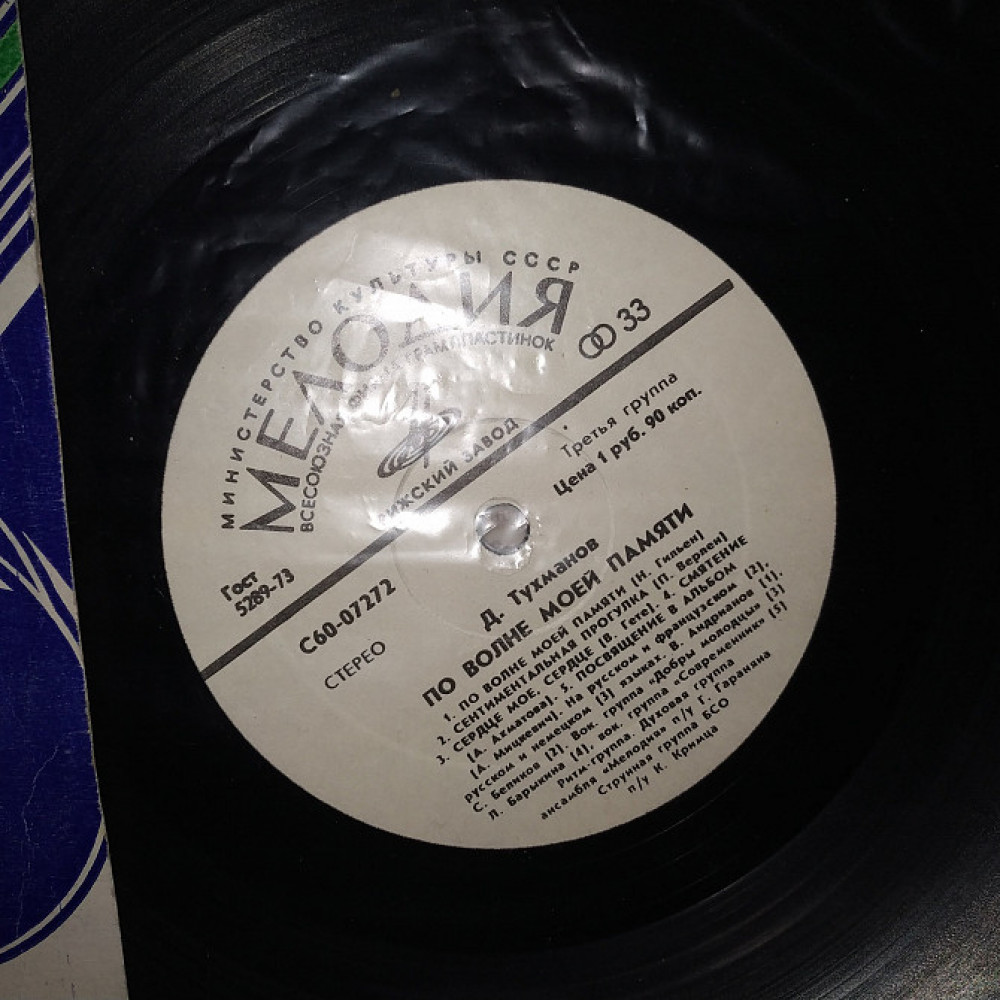 МИНИСТЕРСТВО КУЛЬТУРЫ СССР
МЕЛОДИЯ
ВСЕСОЮЗНАЯ ГРАМПЛАСТИНОК
РИЖСКИЙ ЗАВОД
33
Гост
5289-73
Третья группа
Цена 1 руб. 90 коп.
С60-07272
СТЕРЕО
Д. Тухманов
ПО ВОЛНЕ МОЕЙ ПАМЯТИ
1. ПО ВОЛНЕ МОЕЙ ПАМЯТИ (Н. Гильен)
2. СЕНТИМЕНТАЛЬНАЯ ПРОГУЛКА (П. Верлен)
3. СЕРДЦЕ МОЕ, СЕРДЦЕ (В. Гете). 4. СМЯТЕНИЕ
(А. Ахматова). 5. ПОСВЯЩЕНИЕ В АЛЬБОМ
(А. Мицкевич). На русском и французском (2),
русском и немецком (3) языках. В. Андрианов (1).
С. Беликов (2). Вок. группа «Добры молодцы» (3)
Л. Барыкина (4), вок. группа «Современник» (5)
Ритм-группа. Духовая группа
ансамбля «Мелодия» п/у Г. Гараняна
Струнная группа БСО
п/у К. Кримца